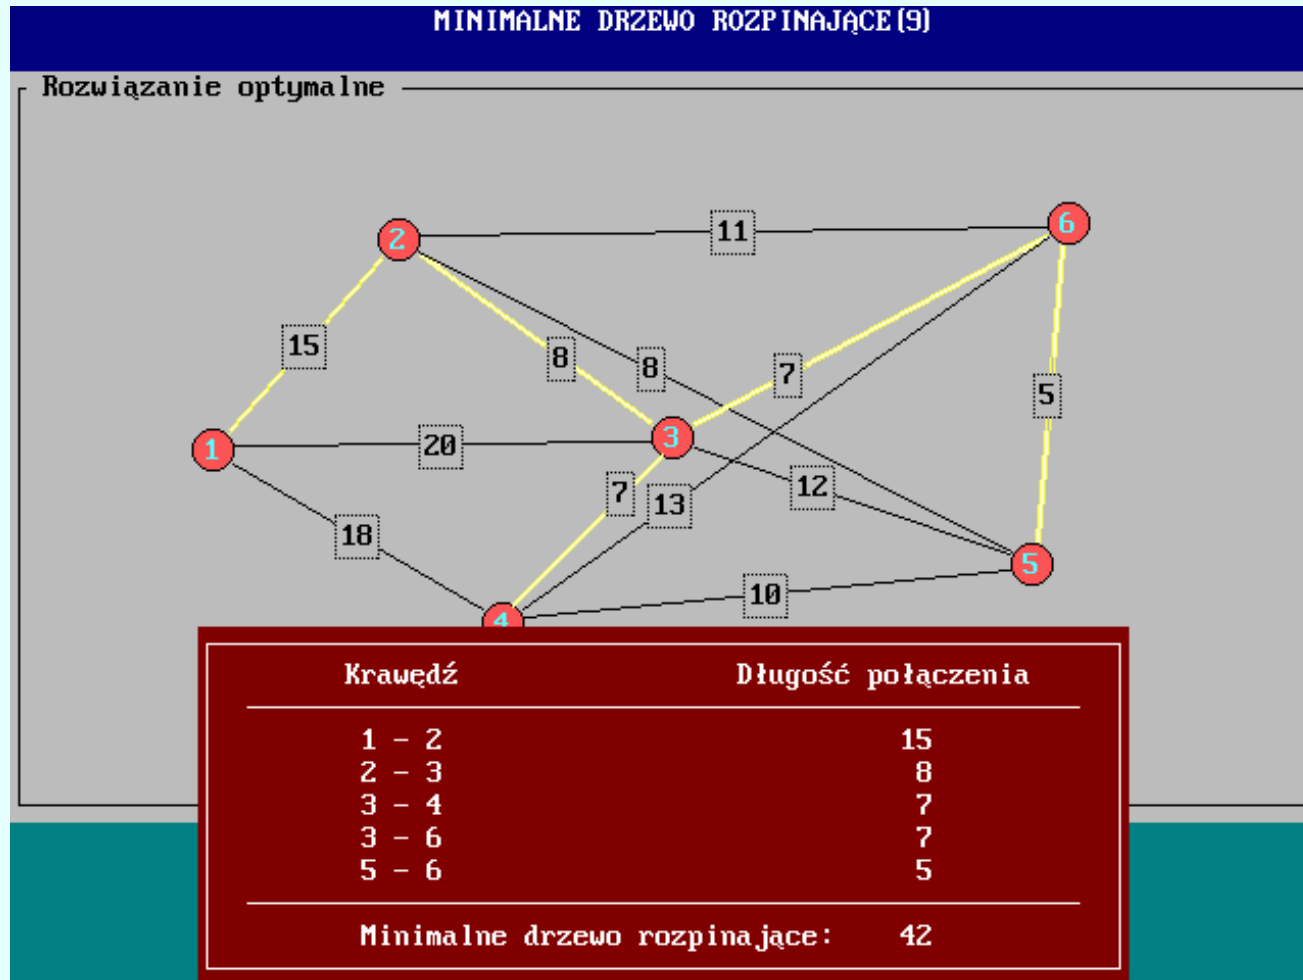 MINIMALNE DRZEWO ROZPINAJĄCE(9)
Rozwiązanie optymalne
2
11
6
15
8
8
7
5
1
20
3
7
13
12
18
5
10
4
Krawędź Długość połączenia
1 - 2 15
2 - 3 8
3 - 4 7
3 - 6 7
5 - 6 5
Minimalne drzewo rozpinające: 42